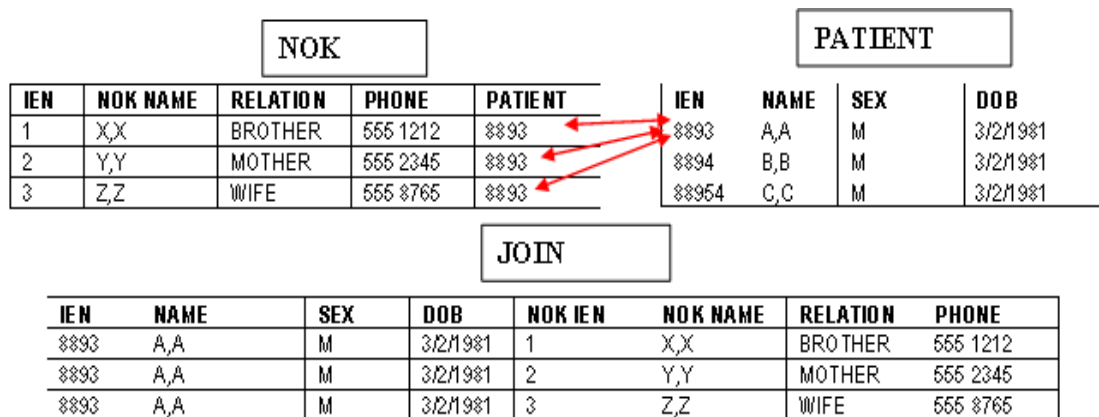 NOK
IEN NOK NAME RELATION PHONE PATIENT
1 X,X BROTHER 555 1212 8893
2 Y,Y MOTHER 555 2345 8893
3 Z,Z WIFE 555 8765 8893
PATIENT
IEN NAME SEX DOB
8893 A,A M 3/2/1981
8894 B,B M 3/2/1981
88954 C,C M 3/2/1981
JOIN
IEN NAME SEX DOB NOK IEN NOK NAME RELATION PHONE
8893 A,A M 3/2/1981 1 X,X BROTHER 555 1212
8893 A,A M 3/2/1981 2 Y,Y MOTHER 555 2345
8893 A,A M 3/2/1981 3 Z,Z WIFE 555 8765